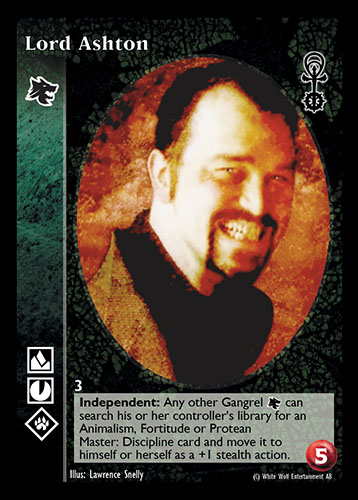 Lord Ashton
3
Independent: Any other Gangrel can
search his or her controller's library for an
Animalism, Fortitude or Protean
Master: Discipline card and move it to
himself or herself as a +1 stealth action.
5
Illus: Lawrence Snelly
(C) White Wolf Entertainment AB